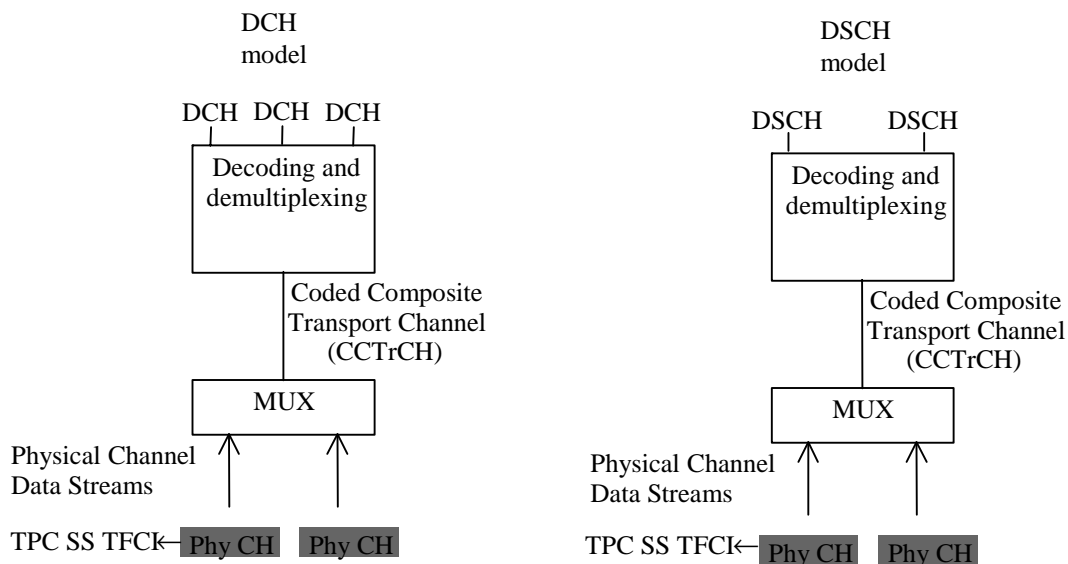 DCH
model
DCH DCH DCH
Decoding and
demultiplexing
Coded Composite
Transport Channel
(CCTrCH)
MUX
Physical Channel
Data Streams
TPC SS TFCI
Phy CH
Phy CH
DSCH
model
DSCH DSCH
Decoding and
demultiplexing
Coded Composite
Transport Channel
(CCTrCH)
MUX
Physical Channel
Data Streams
TPC SS TFCI
Phy CH
Phy CH